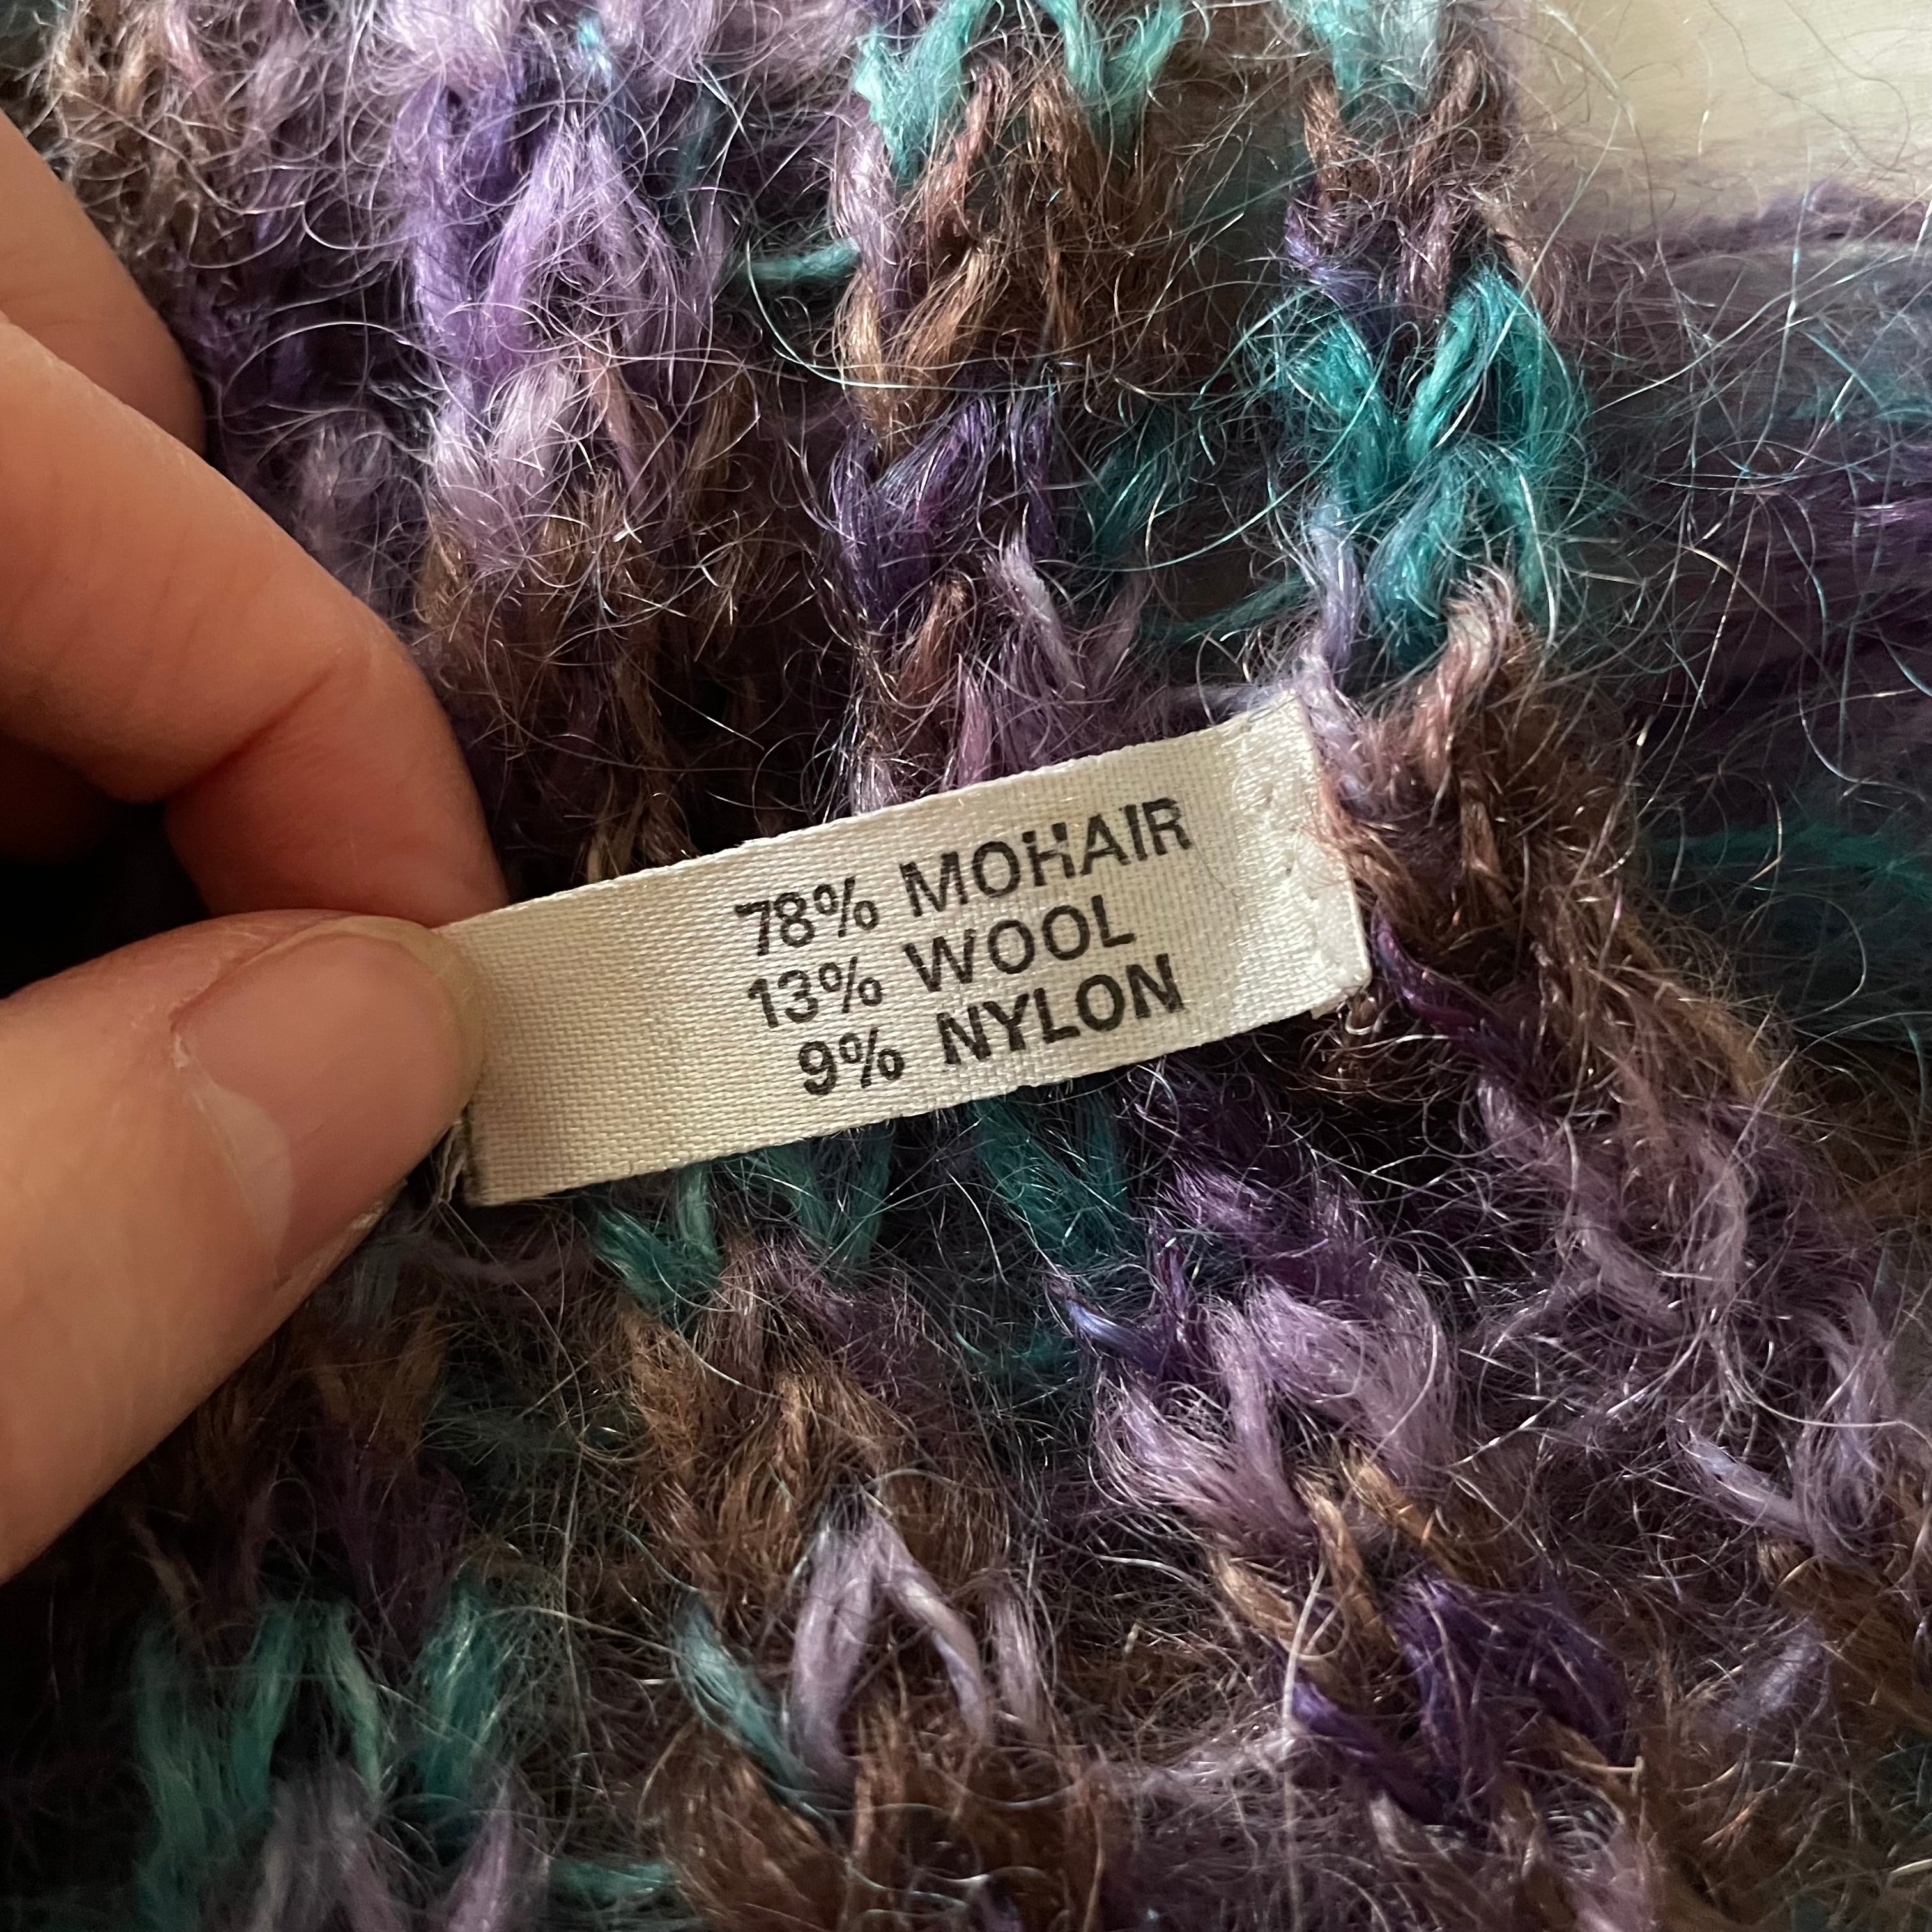 78% MOHAIR
13% WOOL
9% NYLON